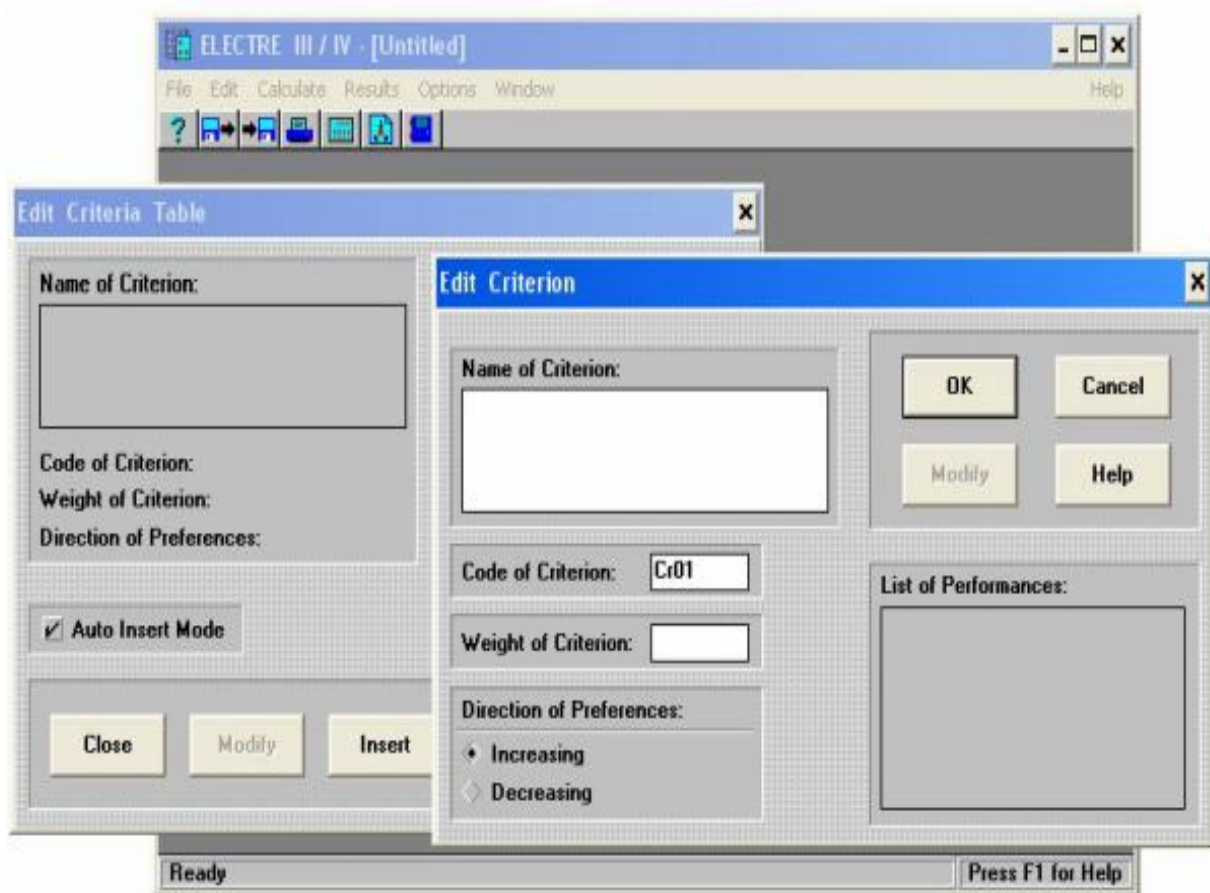 ELECTRE III / IV - [Untitled]
File Edit Calculate Results Options Window Help
?
Edit Criteria Table
Name of Criterion:
Code of Criterion:
Weight of Criterion:
Direction of Preferences:
✓ Auto Insert Mode
Close Modify Insert
Edit Criterion
Name of Criterion:
OK Cancel
Modify Help
Code of Criterion: Cr01
Weight of Criterion:
Direction of Preferences:
Increasing
Decreasing
List of Performances:
Ready Press F1 for Help